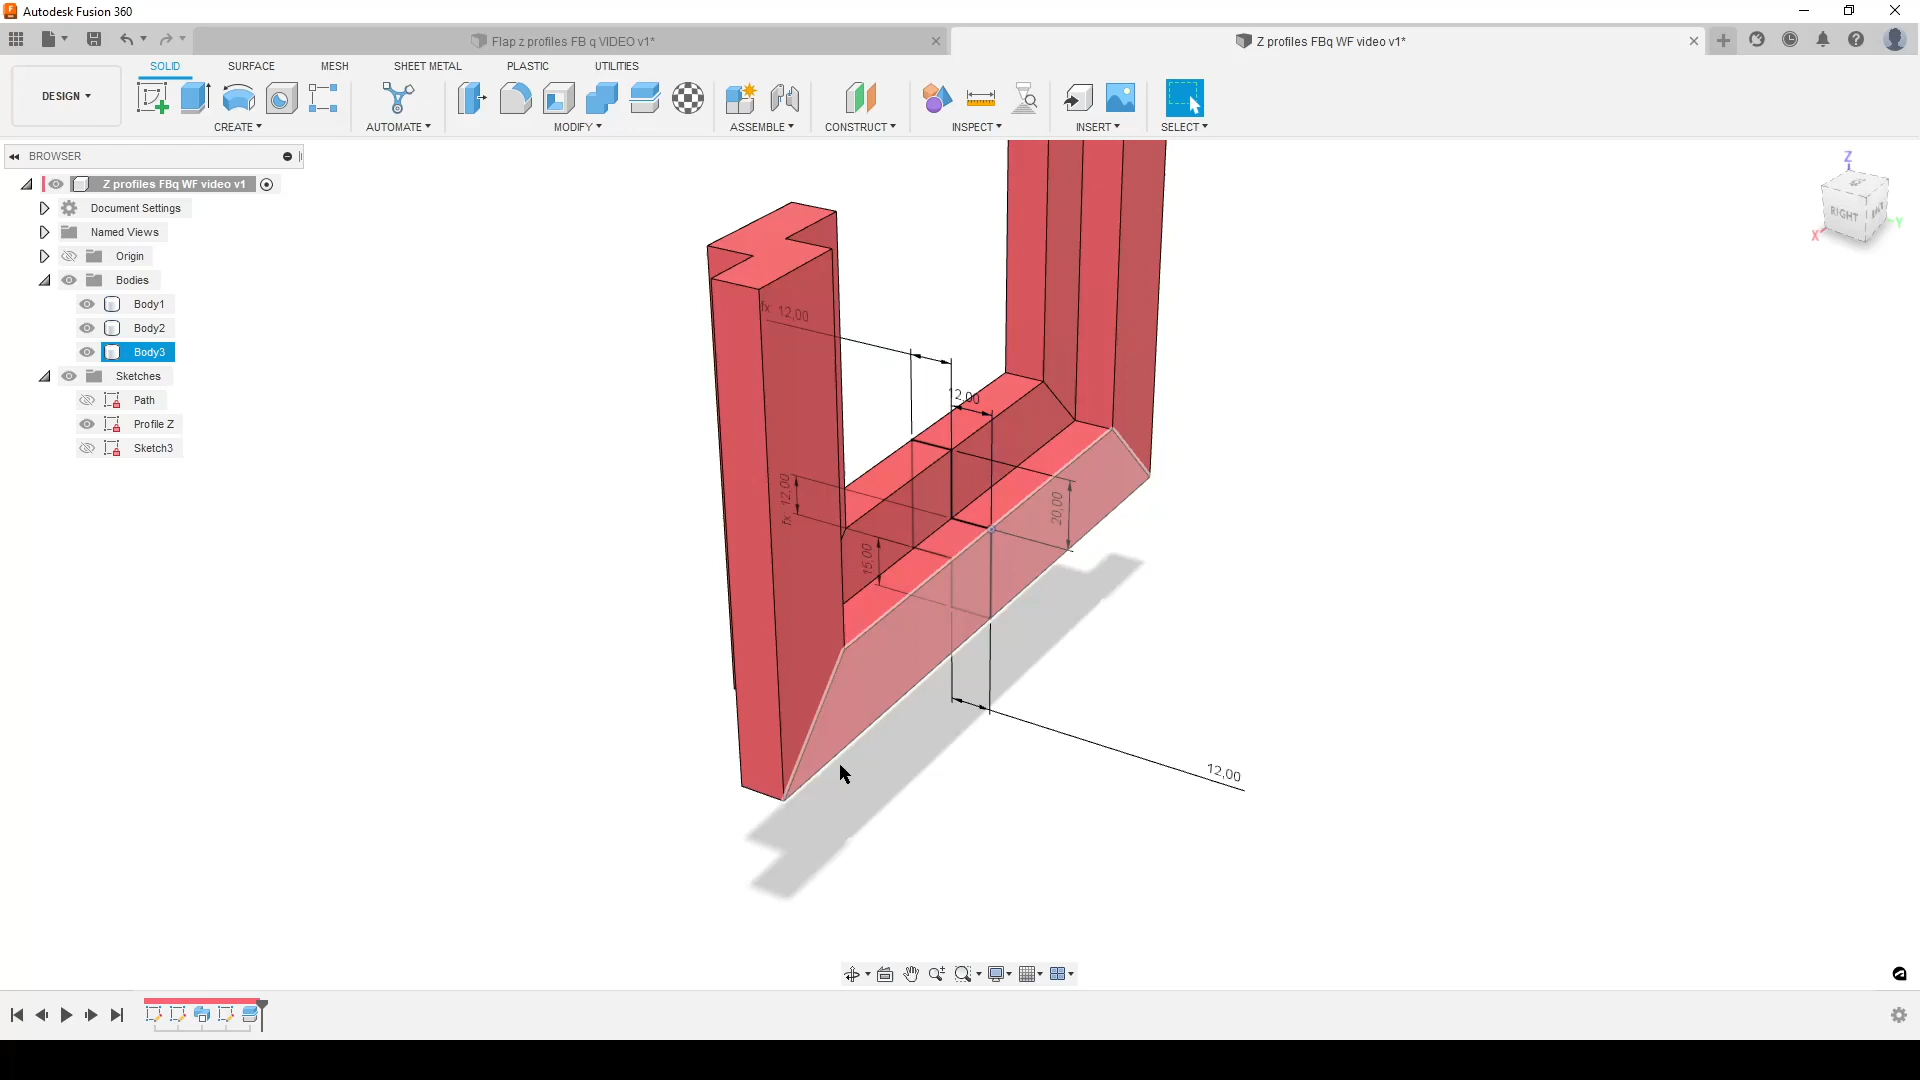 Autodesk Fusion 360
Flap z profiles FB q VIDEO v1*
Z profiles FBq WF video v1*
DESIGN
SOLID
SURFACE
MESH
SHEET METAL
PLASTIC
UTILITIES
CREATE
AUTOMATE
MODIFY
ASSEMBLE
CONSTRUCT
INSPECT
INSERT
SELECT
BROWSER
Z profiles FBq WF video v1
Document Settings
Named Views
Origin
Bodies
Body1
Body2
Body3
Sketches
Path
Profile Z
Sketch3
Z
RIGHT
X
Y
fx: 12,00
12,00
fx: 12,00
20,00
15,00
12,00